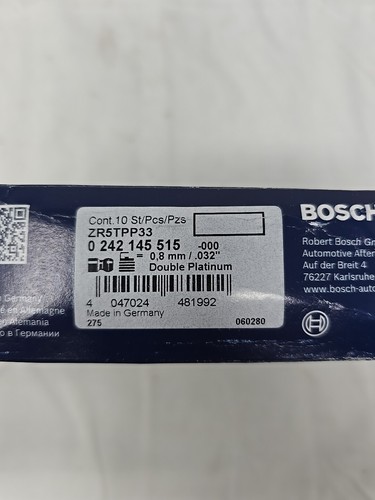 Cont.10 St/Pcs/Pzs
ZR5TPP33
0 242 145 515 -000
= 0,8 mm / .032"
Double Platinum
4 047024 481992
Made in Germany
275 060280
BOSCH
Robert Bosch Gm
Automotive After
Auf der Breit 4
76227 Karlsruhe
www.bosch-auto
n Germany
é en Allemagne
o en Alemania
о в Германии